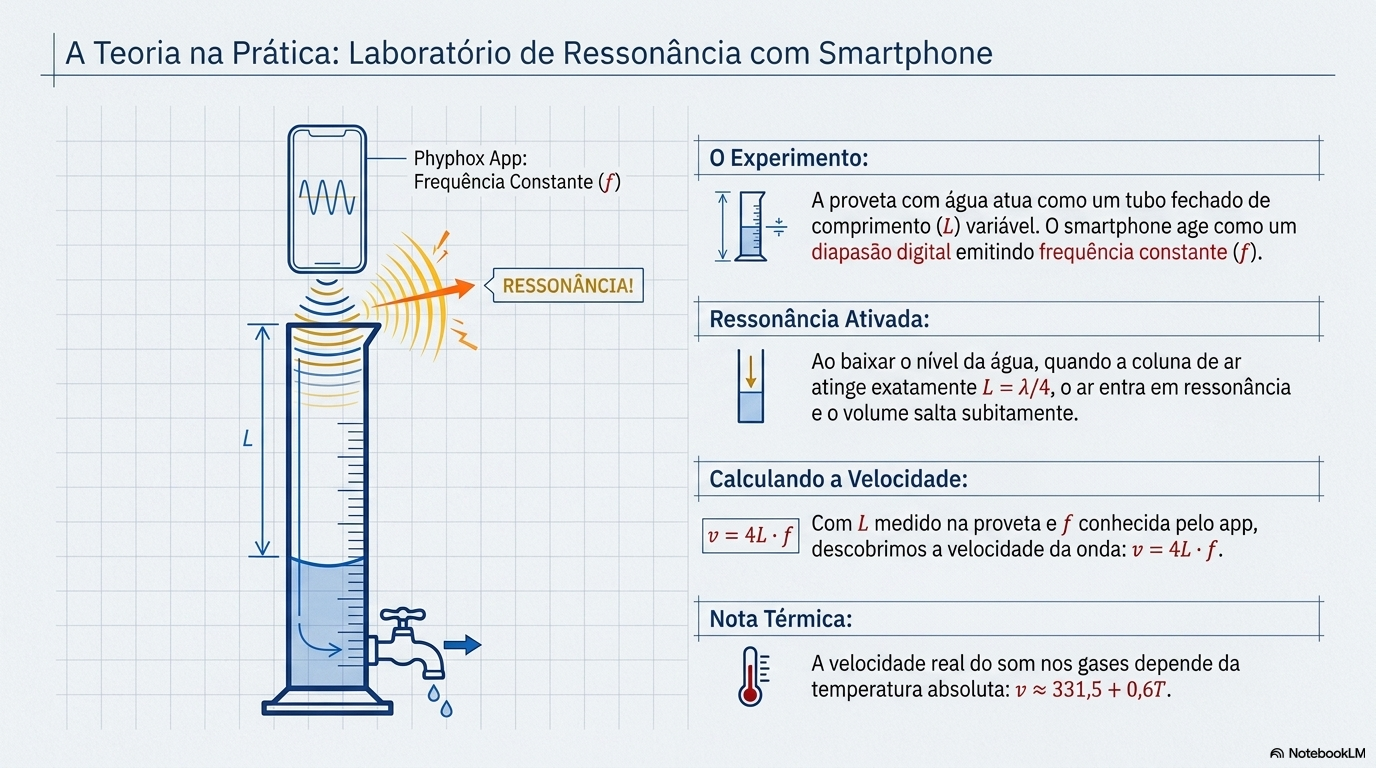 A Teoria na Prática: Laboratório de Ressonância com Smartphone
Phyphox App:
Frequência Constante (f)
RESSONÂNCIA!
L
O Experimento:
A proveta com água atua como um tubo fechado de
comprimento (L) variável. O smartphone age como um
diapasão digital emitindo frequência constante (f).
Ressonância Ativada:
Ao baixar o nível da água, quando a coluna de ar
atinge exatamente L = λ/4, o ar entra em ressonância
e o volume salta subitamente.
Calculando a Velocidade:
v = 4L · f
Com L medido na proveta e f conhecida pelo app,
descobrimos a velocidade da onda: v = 4L · f.
Nota Térmica:
A velocidade real do som nos gases depende da
temperatura absoluta: v ≈ 331,5 + 0,6T.
NotebookLM